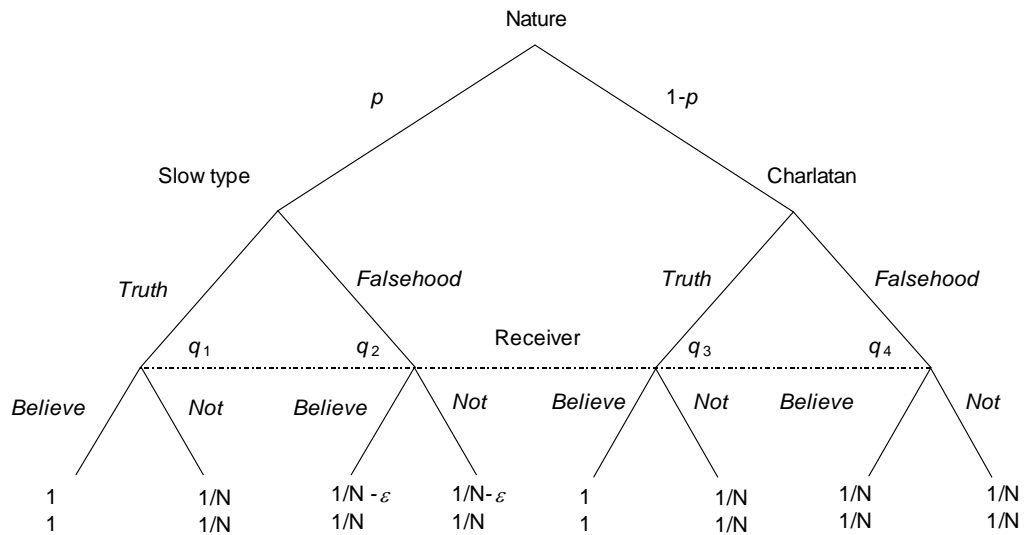 Nature
p 1-p
Slow type Charlatan
Truth Falsehood Truth Falsehood
Receiver
q1 q2 q3 q4
Believe Not Believe Not Believe Not Believe Not
1 1/N 1/N -ε 1/N-ε 1 1/N 1/N 1/N
1 1/N 1/N 1/N 1 1/N 1/N 1/N